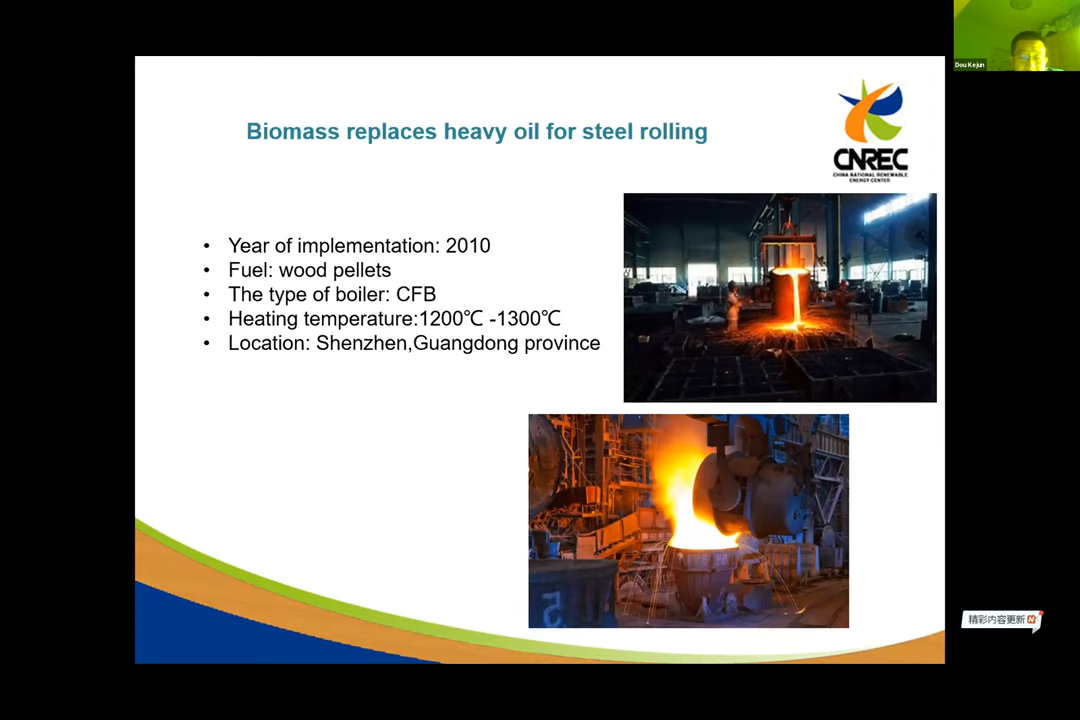 Dou Kejun
Biomass replaces heavy oil for steel rolling
CNREC
CHINA NATIONAL RENEWABLE
ENERGY CENTER
• Year of implementation: 2010
• Fuel: wood pellets
• The type of boiler: CFB
• Heating temperature:1200℃ -1300℃
• Location: Shenzhen,Guangdong province
5
精彩内容更新